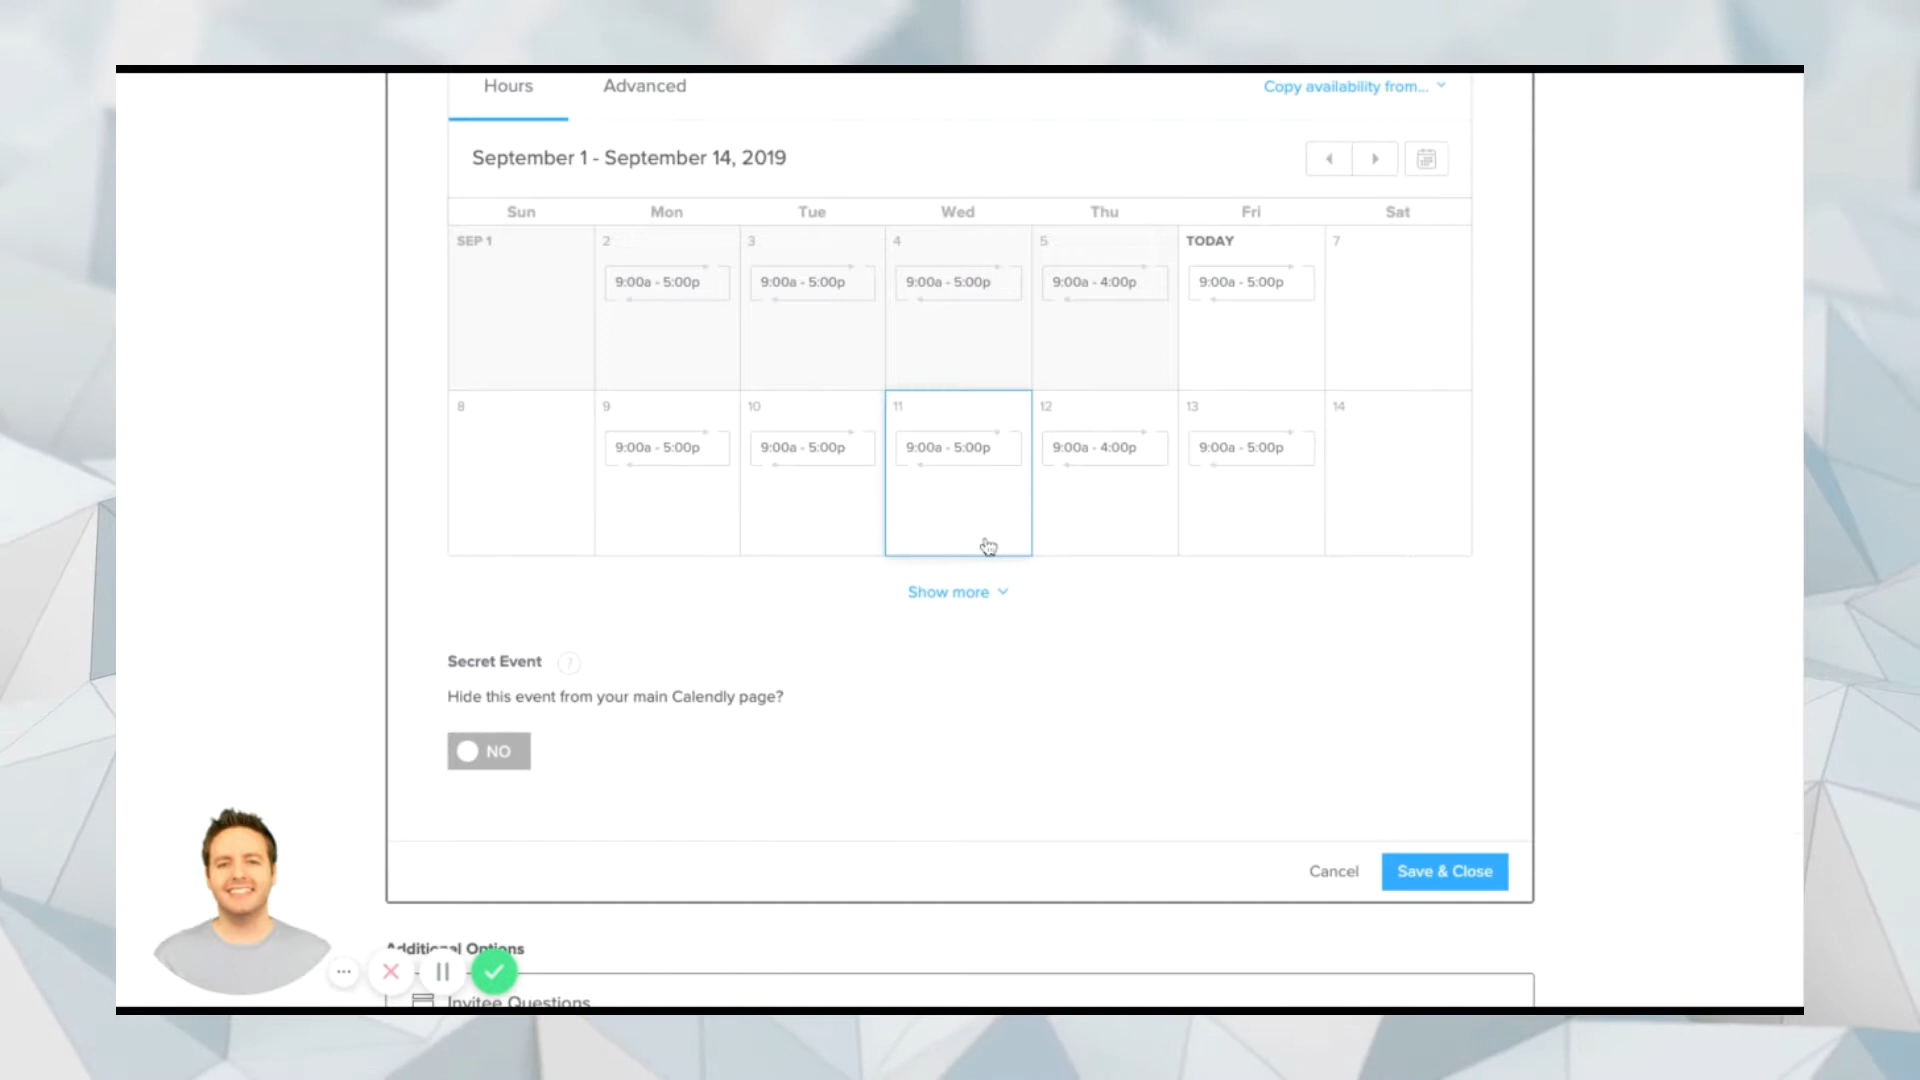 Hours Advanced Copy availability from...
September 1 - September 14, 2019
Sun Mon Tue Wed Thu Fri Sat
SEP 1 2 3 4 5 TODAY 7
9:00a - 5:00p 9:00a - 5:00p 9:00a - 5:00p 9:00a - 4:00p 9:00a - 5:00p
8 9 10 11 12 13 14
9:00a - 5:00p 9:00a - 5:00p 9:00a - 5:00p 9:00a - 4:00p 9:00a - 5:00p
Show more
Secret Event ?
Hide this event from your main Calendly page?
NO
Cancel Save & Close
Additional Options
Invitee Questions